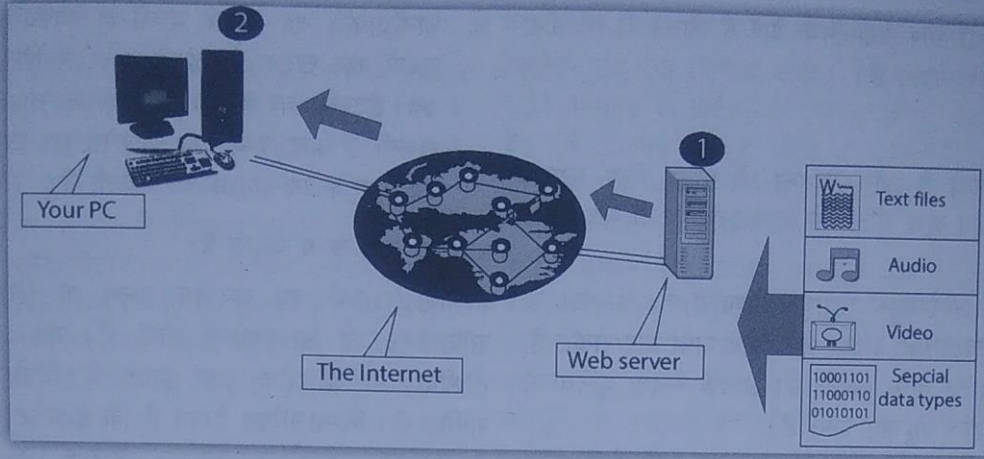 2
1
Your PC
The Internet
Web server
W
Text files
Audio
Video
10001101
11000110
01010101
Sepcial
data types